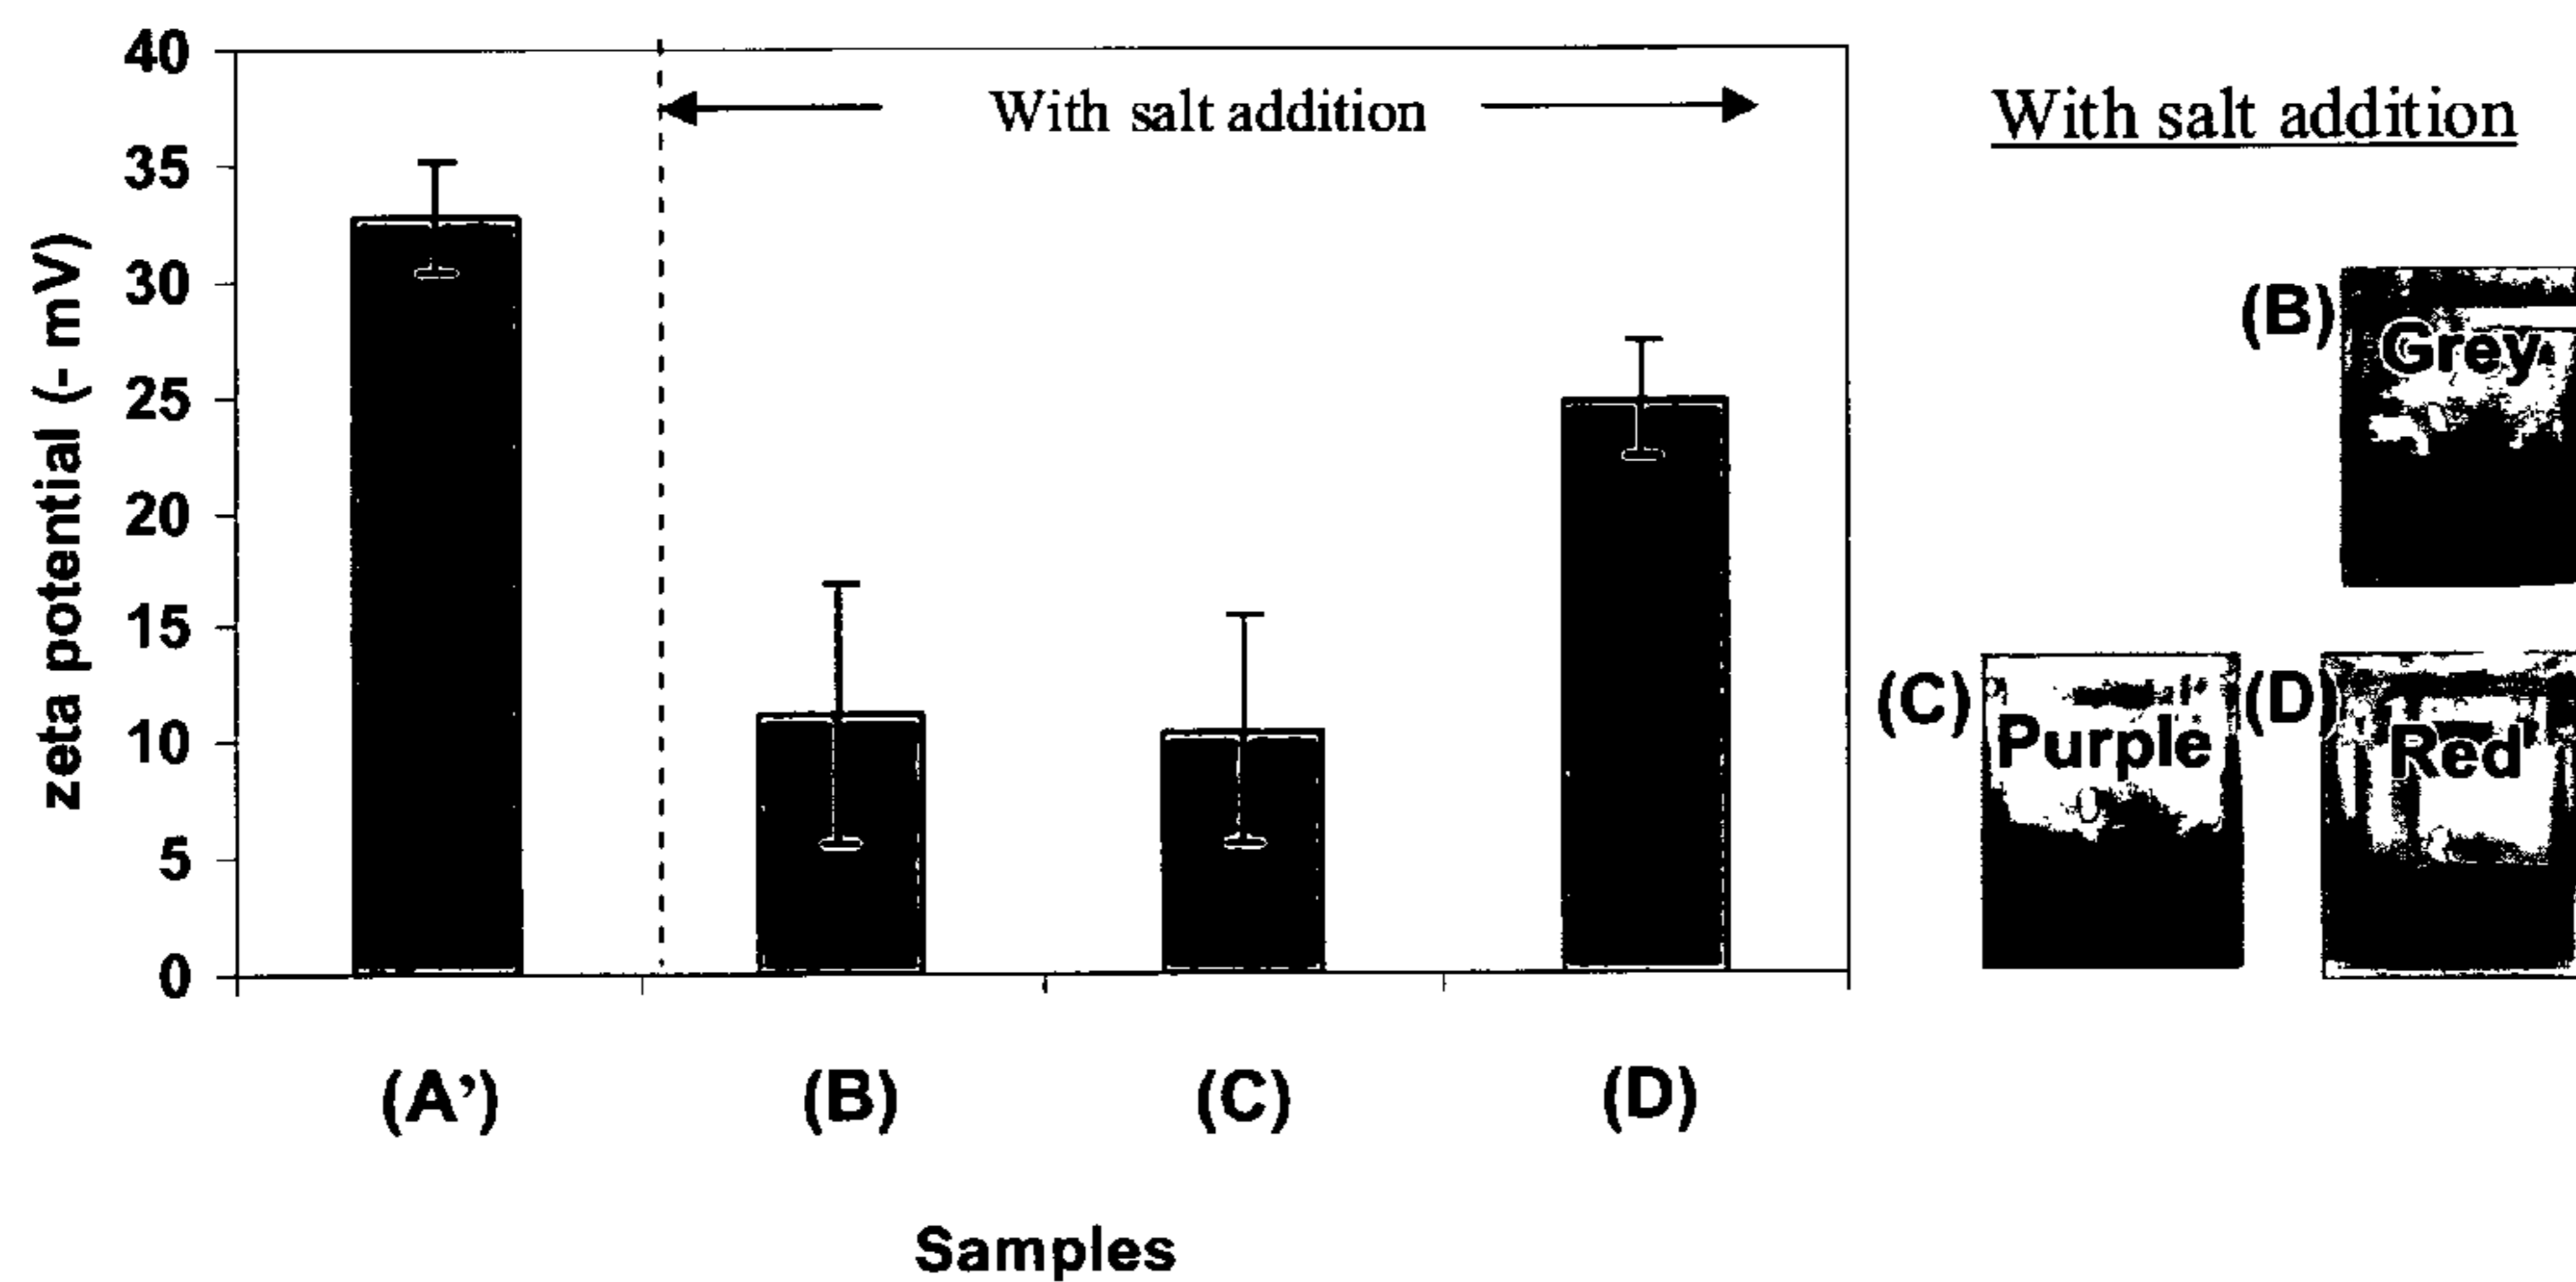 zeta potential (- mV)
40
35
30
25
20
15
10
5
0
With salt addition
(A’)
(B)
(C)
(D)
Samples
With salt addition
(B)
Grey
(C)
Purple
(D)
Red